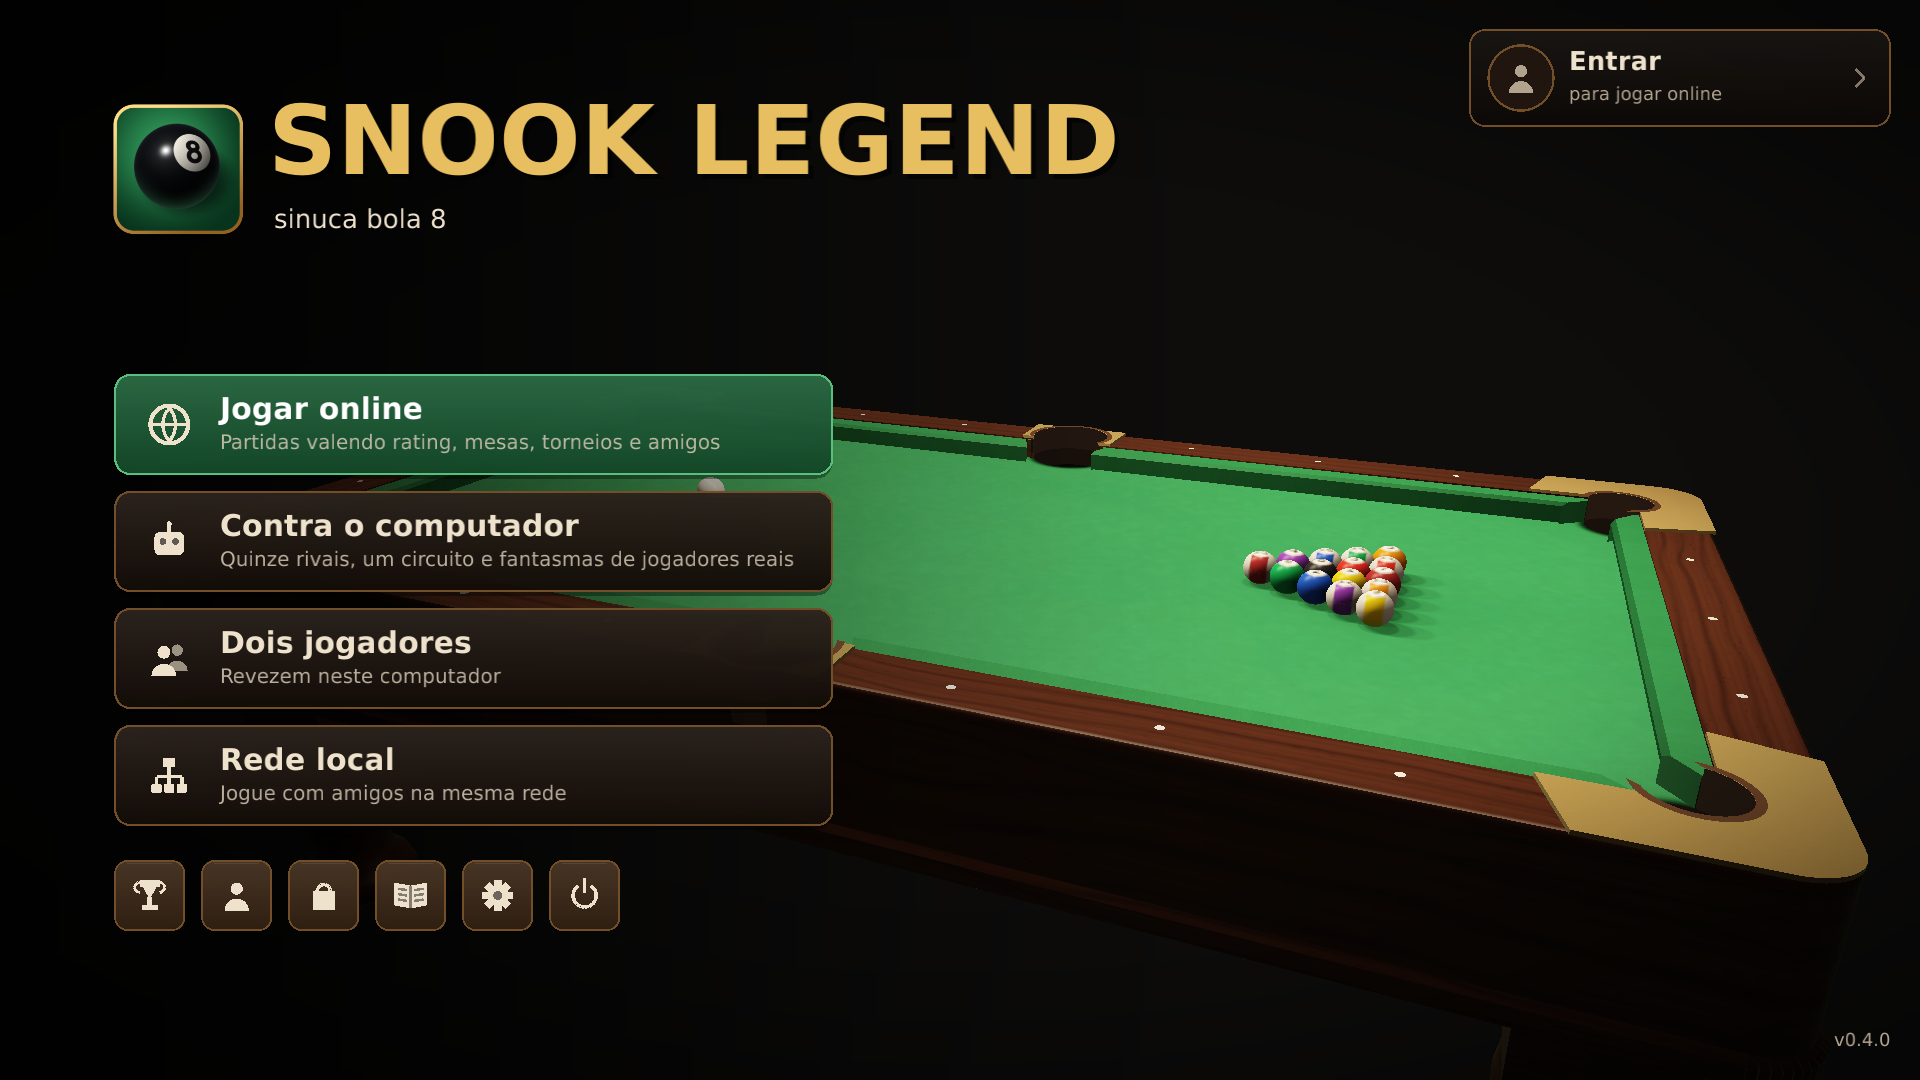 8
SNOOK LEGEND
sinuca bola 8
Entrar
para jogar online
Jogar online
Partidas valendo rating, mesas, torneios e amigos
Contra o computador
Quinze rivais, um circuito e fantasmas de jogadores reais
Dois jogadores
Revezem neste computador
Rede local
Jogue com amigos na mesma rede
v0.4.0